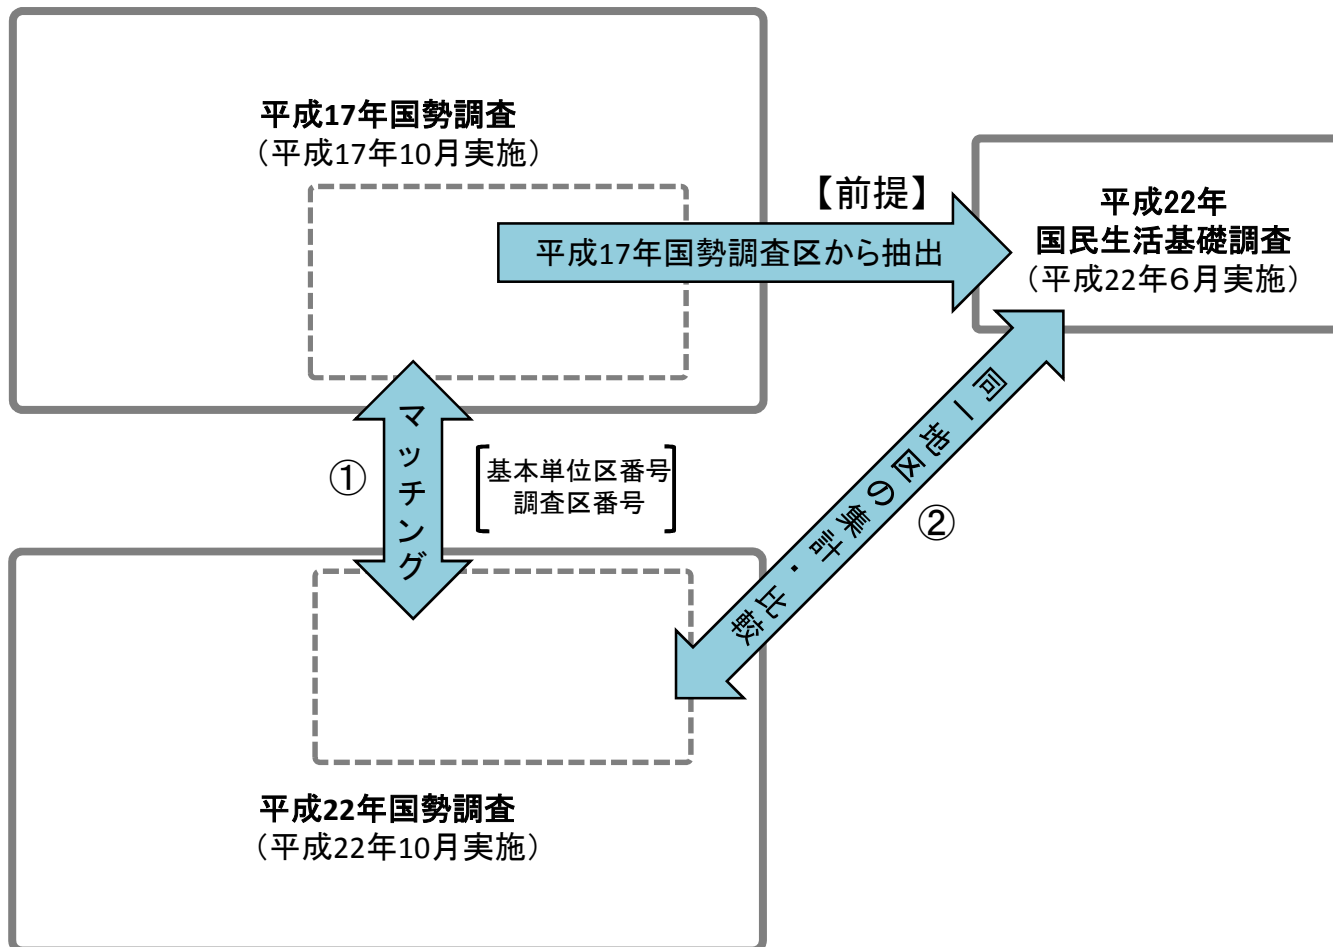 平成17年国勢調査
（平成17年10月実施）
【前提】
平成17年国勢調査区から抽出
平成22年
国民生活基礎調査
（平成22年６月実施）
①
マッチング
基本単位区番号
調査区番号
同一地区の集計・比較
②
平成22年国勢調査
（平成22年10月実施）